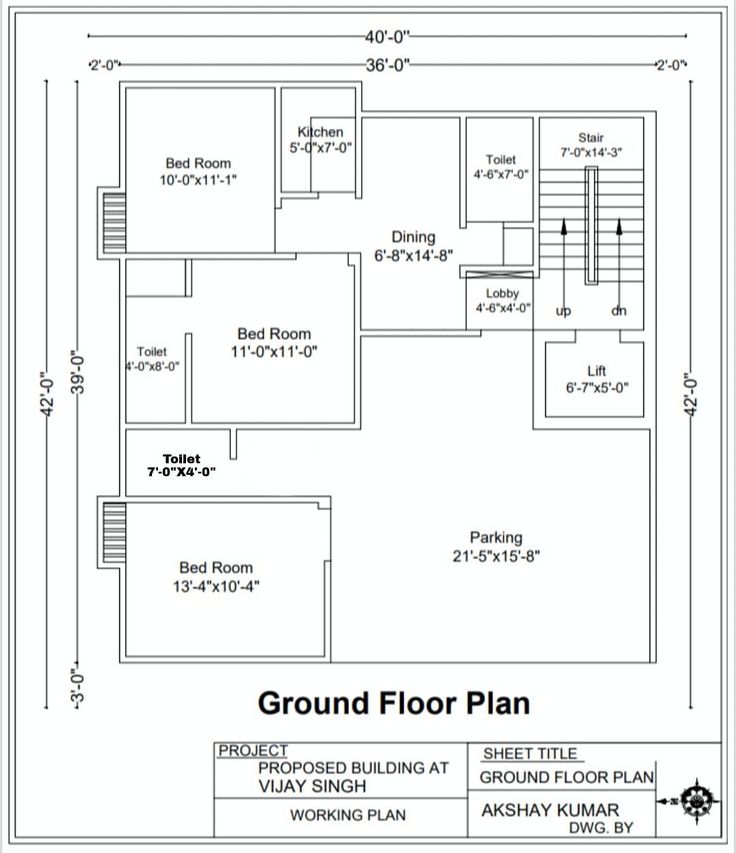 40'-0"
2'-0"
36'-0"
2'-0"
Kitchen
5'-0"x7'-0"
Stair
7'-0"x14'-3"
Bed Room
10'-0"x11'-1"
Toilet
4'-6"x7'-0"
Dining
6'-8"x14'-8"
Lobby
4'-6"x4'-0"
up
dn
Bed Room
11'-0"x11'-0"
Toilet
4'-0"x8'-0"
Lift
6'-7"x5'-0"
42'-0"
39'-0"
42'-0"
Toilet
7'-0"X4'-0"
Parking
21'-5"x15'-8"
Bed Room
13'-4"x10'-4"
3'-0"
Ground Floor Plan
PROJECT
PROPOSED BUILDING AT
VIJAY SINGH
WORKING PLAN
SHEET TITLE
GROUND FLOOR PLAN
AKSHAY KUMAR
DWG. BY
N